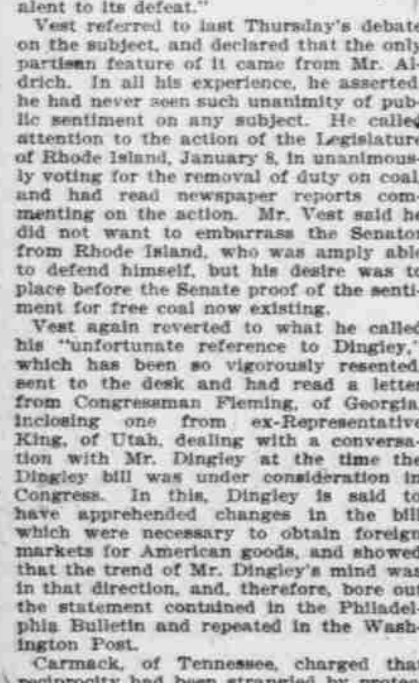 alent to its defeat."
Vest referred to last Thursday's debate
on the subject, and declared that the only
partisan feature of it came from Mr. Al-
drich. In all his experience, he asserted
he had never seen such unanimity of pub-
lic sentiment on any subject. He called
attention to the action of the Legislature
of Rhode Island, January 8, in unanimous-
ly voting for the removal of duty on coal
and had read newspaper reports com-
menting on the action. Mr. Vest said he
did not want to embarrass the Senator
from Rhode Island, who was amply able
to defend himself, but his desire was to
place before the Senate proof of the senti-
ment for free coal now existing.
Vest again reverted to what he called
his "unfortunate reference to Dingley,"
which has been so vigorously resented,
sent to the desk and had read a letter
from Congressman Fleming, of Georgia
inclosing one from ex-Representative
King, of Utah, dealing with a conversa-
tion with Mr. Dingley at the time the
Dingley bill was under consideration in
Congress. In this, Dingley is said to
have apprehended changes in the bill
which were necessary to obtain foreign
markets for American goods, and showed
that the trend of Mr. Dingley's mind was
in that direction, and, therefore, bore out
the statement contained in the Philadel-
phia Bulletin and repeated in the Wash-
ington Post.
Carmack, of Tennessee, charged that
reciprocity had been strangled by protec